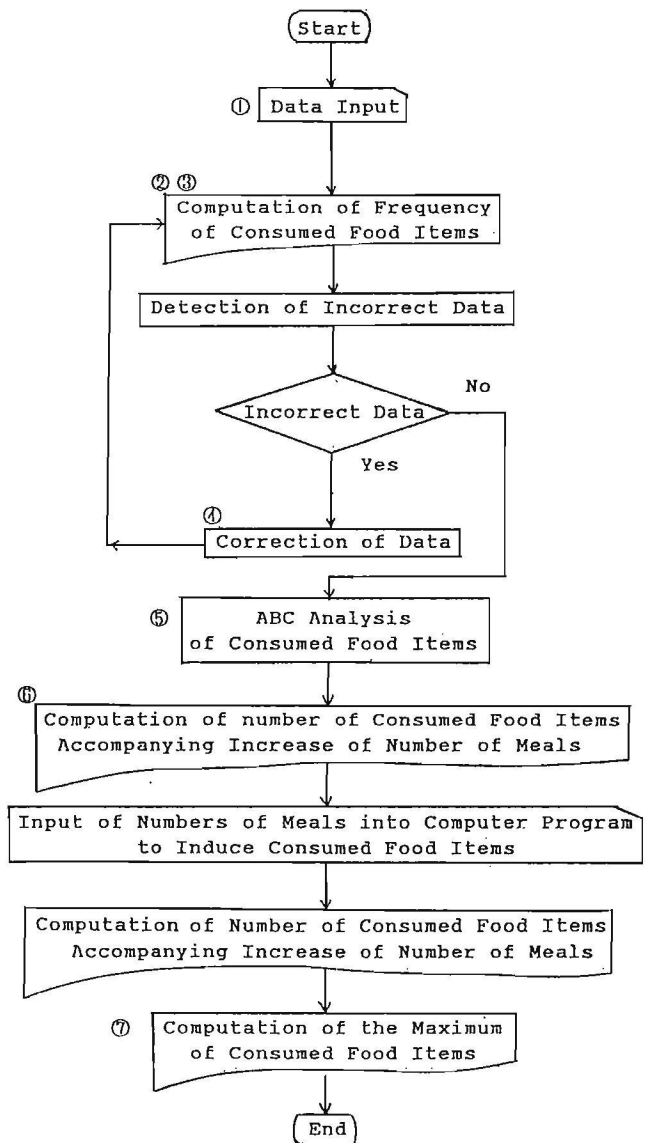 Start
① Data Input
② ③
Computation of Frequency
of Consumed Food Items
Detection of Incorrect Data
No
Incorrect Data
Yes
④
Correction of Data
⑤ ABC Analysis
of Consumed Food Items
⑥
Computation of number of Consumed Food Items
Accompanying Increase of Number of Meals
Input of Numbers of Meals into Computer Program
to Induce Consumed Food Items
Computation of Number of Consumed Food Items
Accompanying Increase of Number of Meals
⑦ Computation of the Maximum
of Consumed Food Items
End